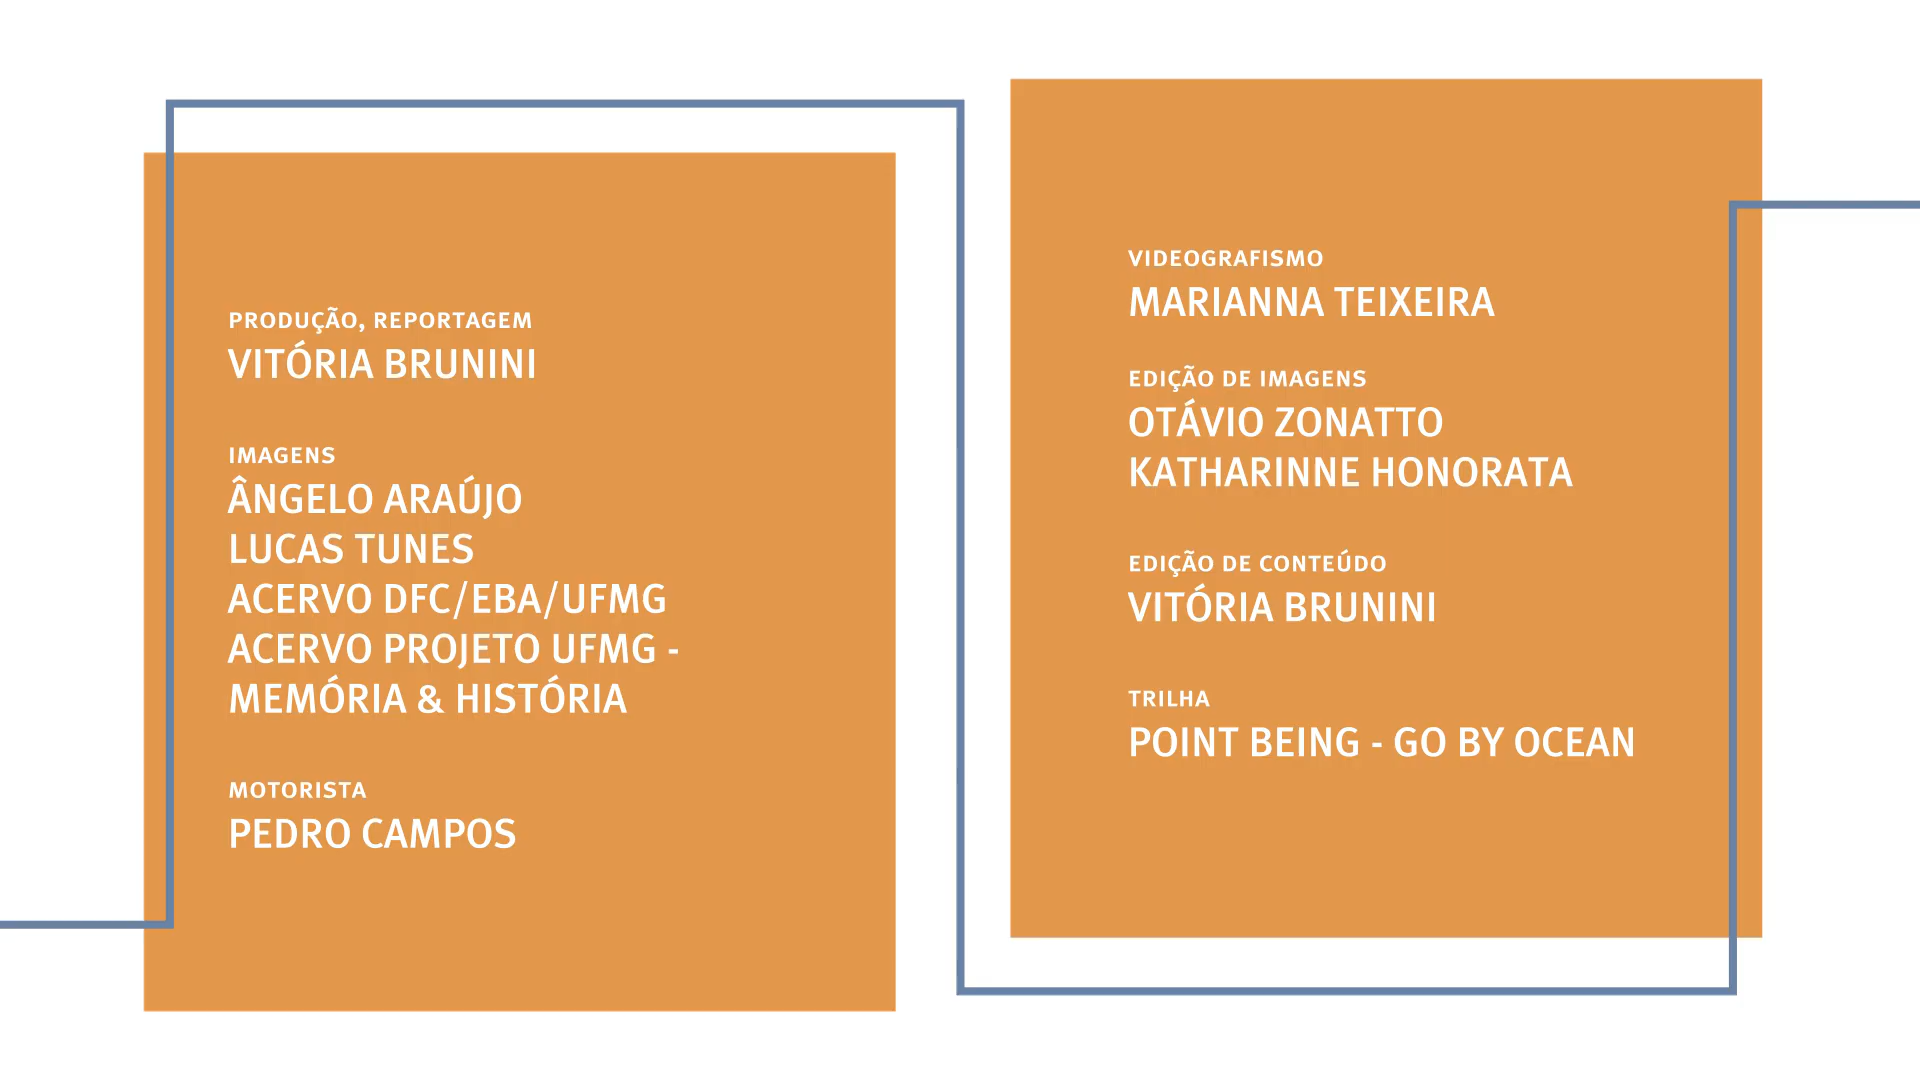 PRODUÇÃO, REPORTAGEM
VITÓRIA BRUNINI
IMAGENS
ÂNGELO ARAÚJO
LUCAS TUNES
ACERVO DFC/EBA/UFMG
ACERVO PROJETO UFMG -
MEMÓRIA & HISTÓRIA
MOTORISTA
PEDRO CAMPOS
VIDEOGRAFISMO
MARIANNA TEIXEIRA
EDIÇÃO DE IMAGENS
OTÁVIO ZONATTO
KATHARINNE HONORATA
EDIÇÃO DE CONTEÚDO
VITÓRIA BRUNINI
TRILHA
POINT BEING - GO BY OCEAN